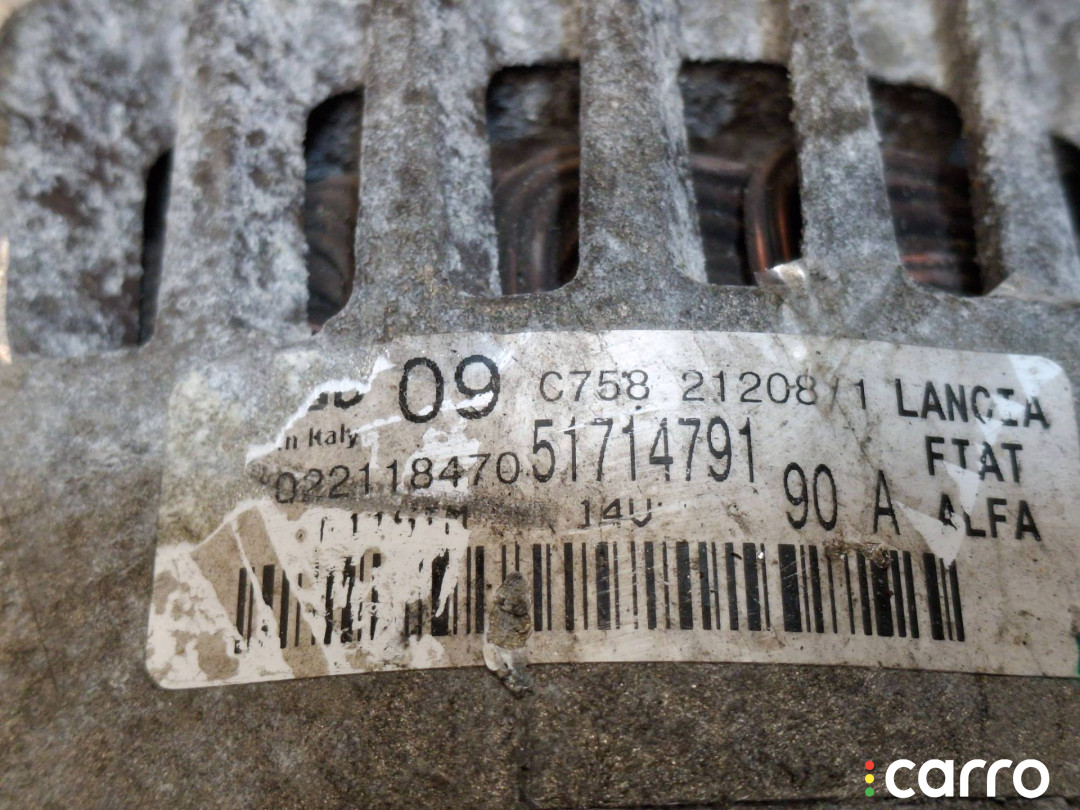 09 C758 21208/1 LANCIA
n Italy 51714791 FIAT
022118470 90 A ALFA
14V
carro